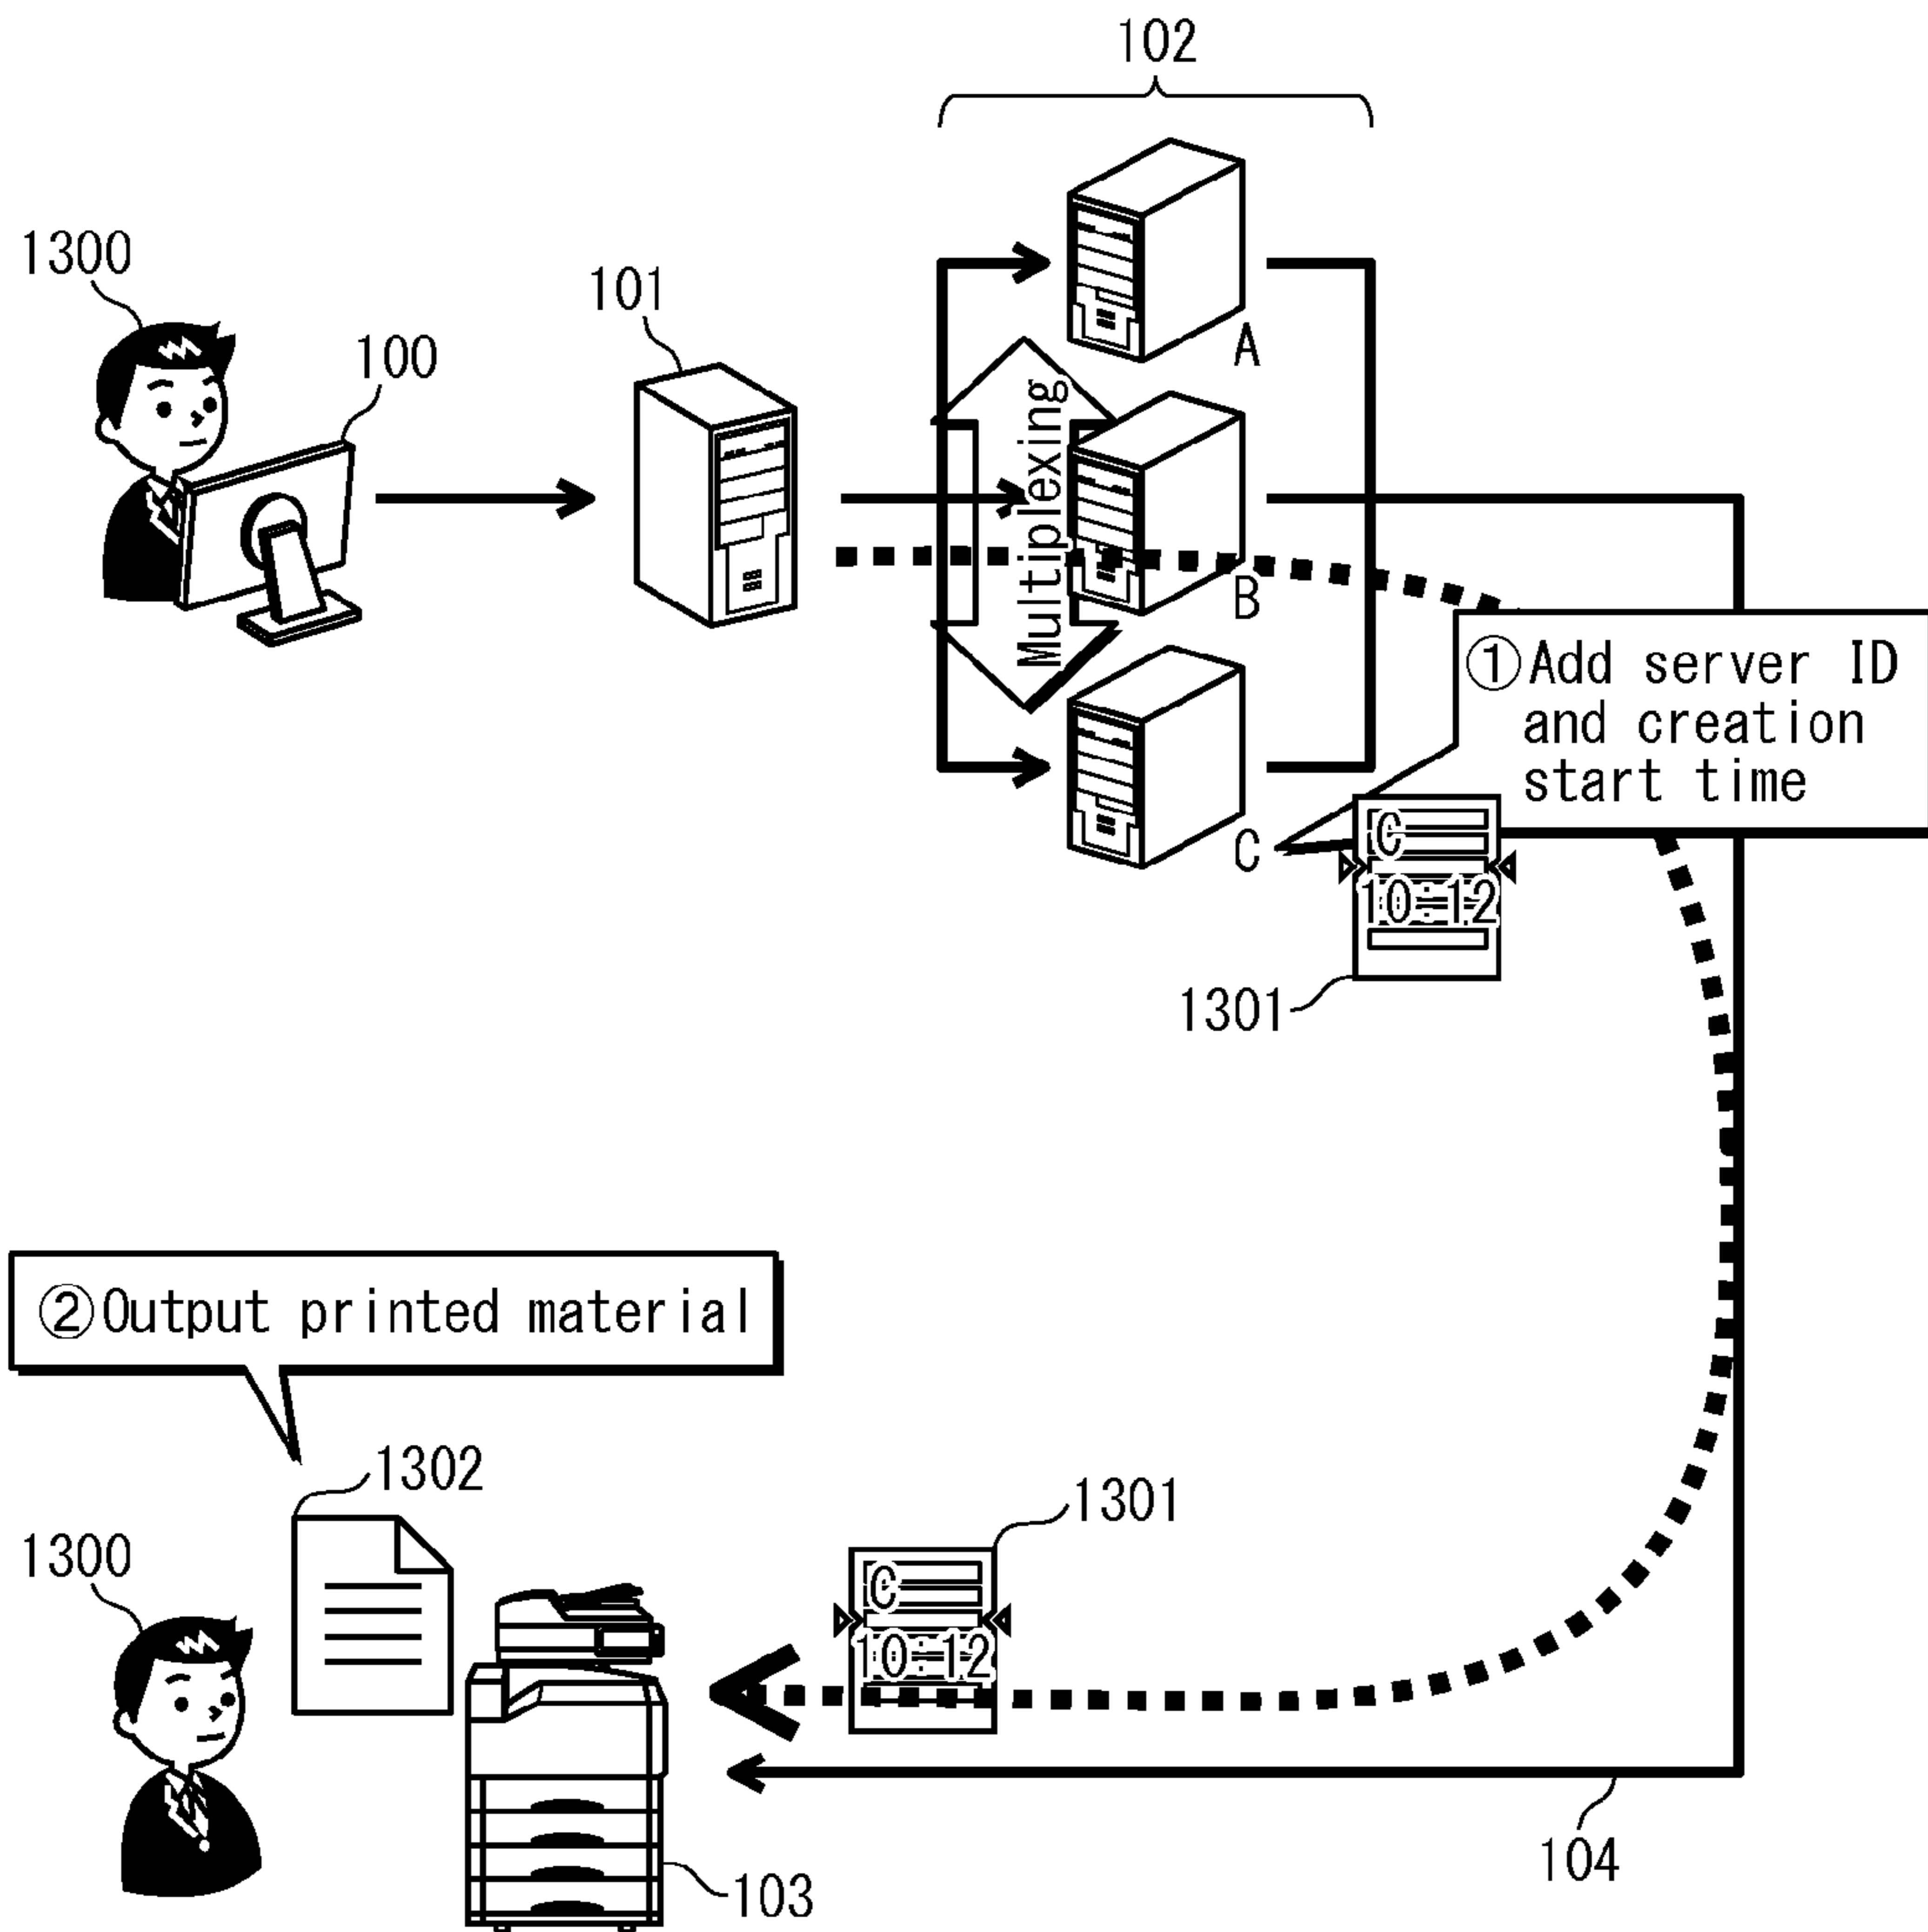 102
1300
101
100
A
Multiplexing
B
①Add server ID
and creation
start time
C
C
10:12
1301
②Output printed material
1302
1301
1300
C
10:12
104
103